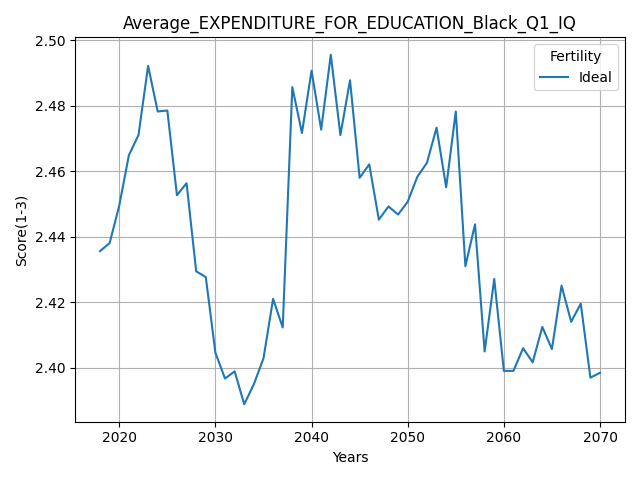 Average_EXPENDITURE_FOR_EDUCATION_Black_Q1_IQ
Fertility
Ideal
2.50
2.48
2.46
2.44
2.42
2.40
Score(1-3)
2020 2030 2040 2050 2060 2070
Years